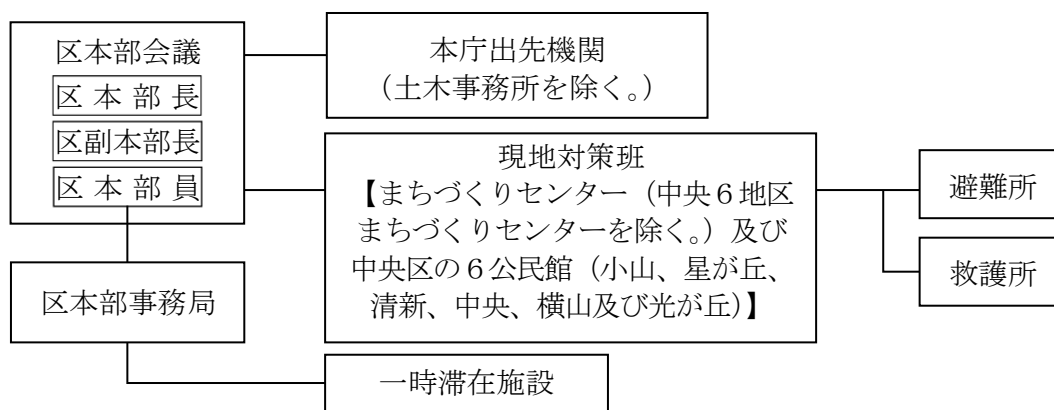 区本部会議
区本部長
区副本部長
区本部員
区本部事務局
本庁出先機関
（土木事務所を除く。）
現地対策班
【まちづくりセンター（中央６地区
まちづくりセンターを除く。）及び
中央区の６公民館（小山、星が丘、
清新、中央、横山及び光が丘）】
一時滞在施設
避難所
救護所